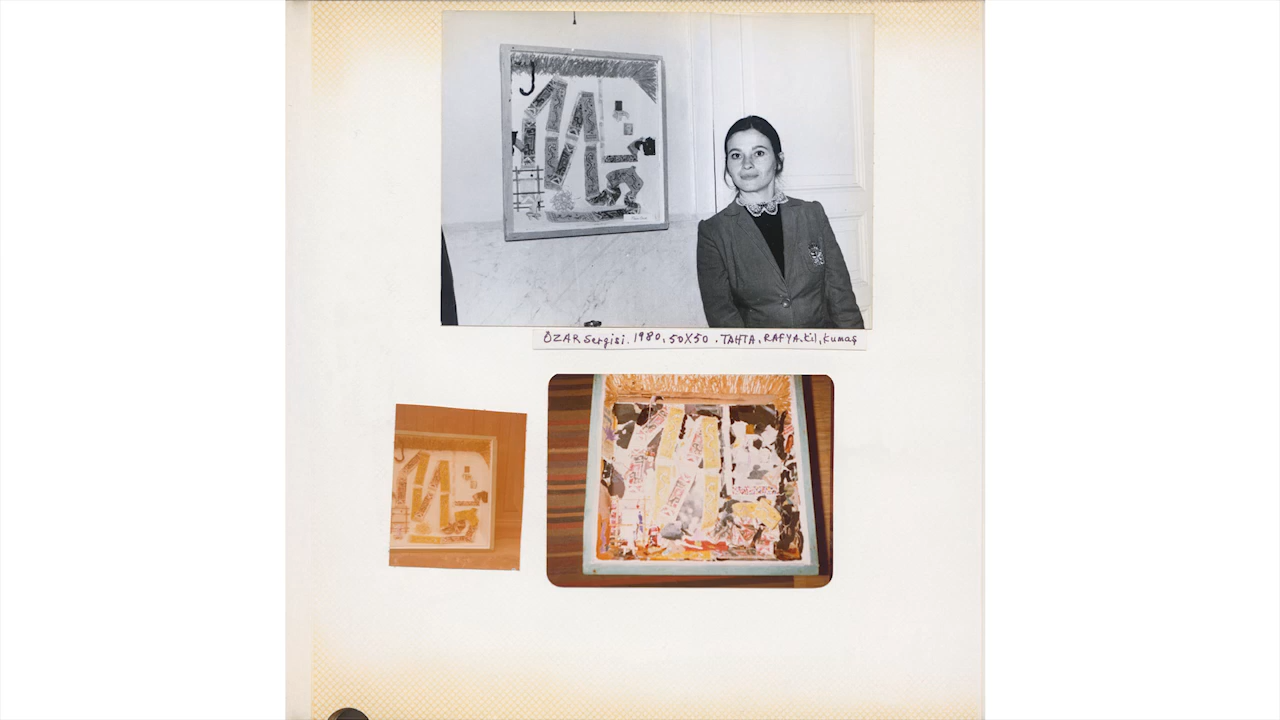 ÖZAR Sergisi. 1980, 50X50 . TAHTA, RAFYA, Kil, Kumaş